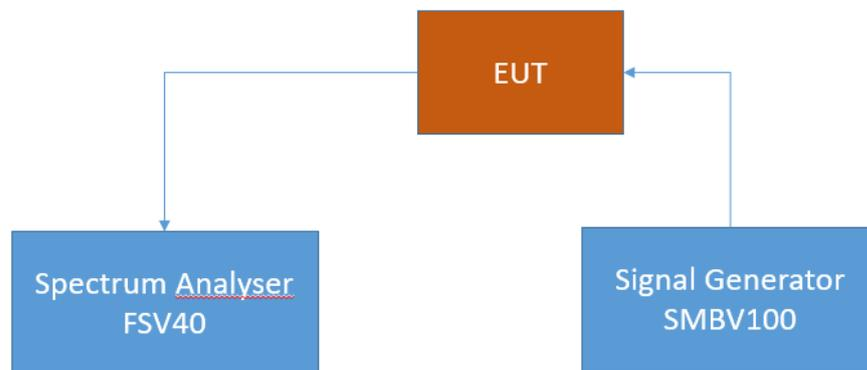 EUT
Spectrum Analyser
FSV40
Signal Generator
SMBV100